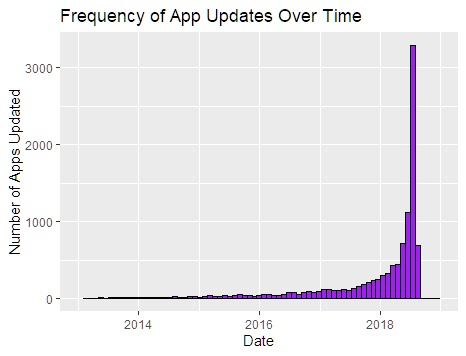 Frequency of App Updates Over Time
Number of Apps Updated
3000
2000
1000
0
2014 2016 2018
Date